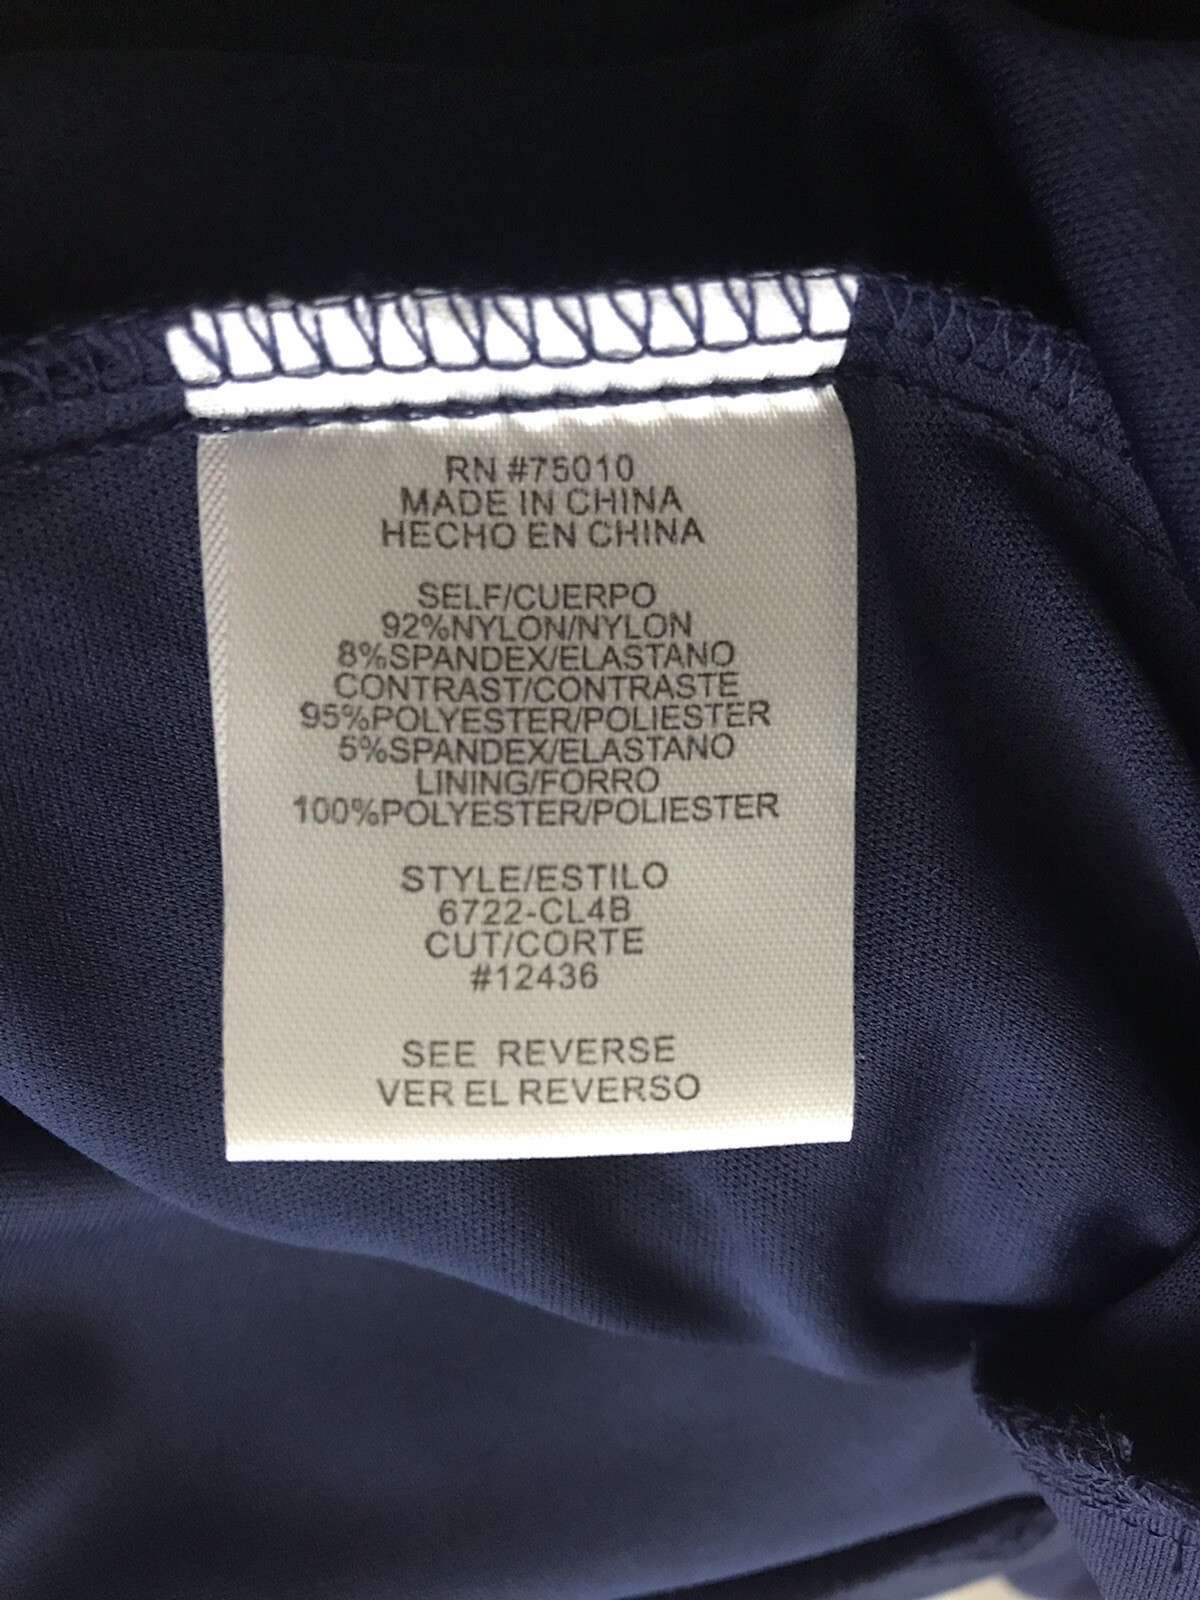 RN #75010
MADE IN CHINA
HECHO EN CHINA
SELF/CUERPO
92%NYLON/NYLON
8%SPANDEX/ELASTANO
CONTRAST/CONTRASTE
95%POLYESTER/POLIESTER
5%SPANDEX/ELASTANO
LINING/FORRO
100%POLYESTER/POLIESTER
STYLE/ESTILO
6722-CL4B
CUT/CORTE
#12436
SEE REVERSE
VER EL REVERSO